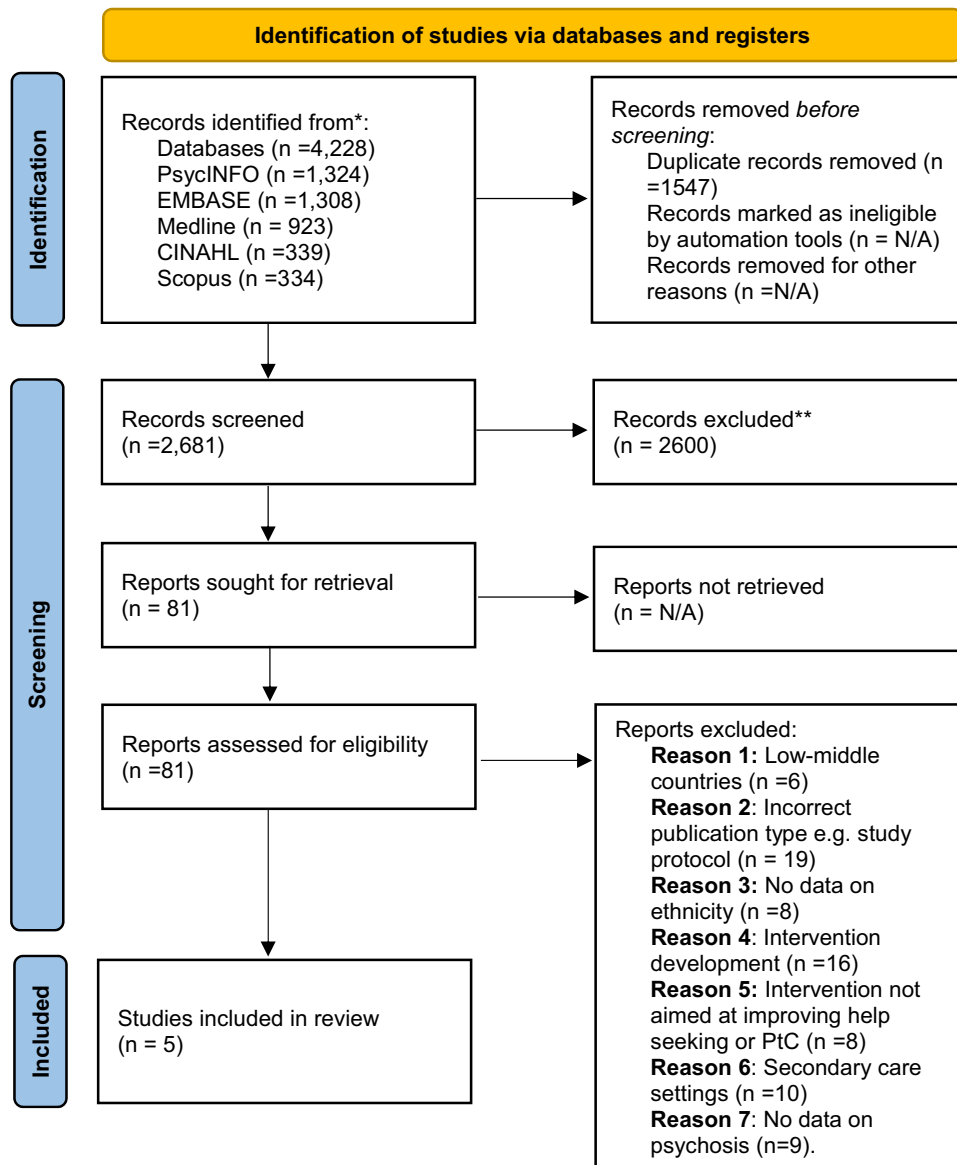 Identification of studies via databases and registers
Identification
Records identified from*:
Databases (n =4,228)
PsycINFO (n =1,324)
EMBASE (n =1,308)
Medline (n = 923)
CINAHL (n =339)
Scopus (n =334)
Records removed before
screening:
Duplicate records removed (n
=1547)
Records marked as ineligible
by automation tools (n = N/A)
Records removed for other
reasons (n =N/A)
Screening
Records screened
(n =2,681)
Records excluded**
(n = 2600)
Reports sought for retrieval
(n = 81)
Reports not retrieved
(n = N/A)
Reports assessed for eligibility
(n =81)
Reports excluded:
Reason 1: Low-middle
countries (n =6)
Reason 2: Incorrect
publication type e.g. study
protocol (n = 19)
Reason 3: No data on
ethnicity (n =8)
Reason 4: Intervention
development (n =16)
Reason 5: Intervention not
aimed at improving help
seeking or PtC (n =8)
Reason 6: Secondary care
settings (n =10)
Reason 7: No data on
psychosis (n=9).
Included
Studies included in review
(n = 5)